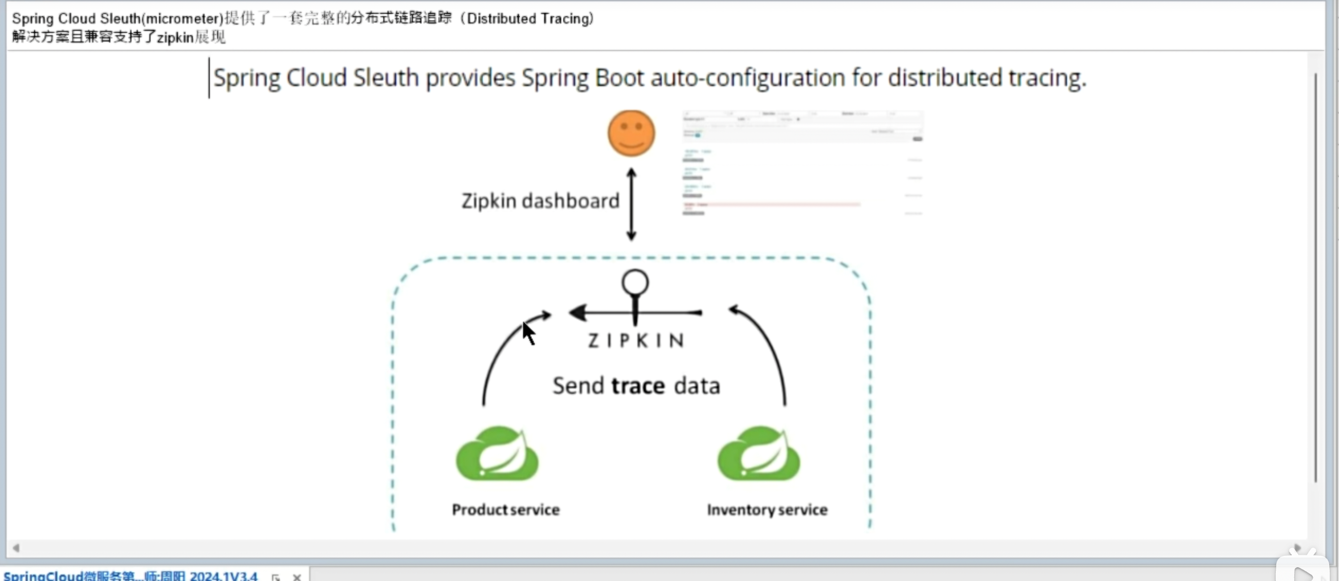 Spring Cloud Sleuth(micrometer)提供了一套完整的分布式链路追踪（Distributed Tracing）
解决方案且兼容支持了zipkin展现
Spring Cloud Sleuth provides Spring Boot auto-configuration for distributed tracing.
Zipkin dashboard
ZIPKIN
Send trace data
Product service
Inventory service
SpringCloud微服务第...师:周阳 2024.1V3.4